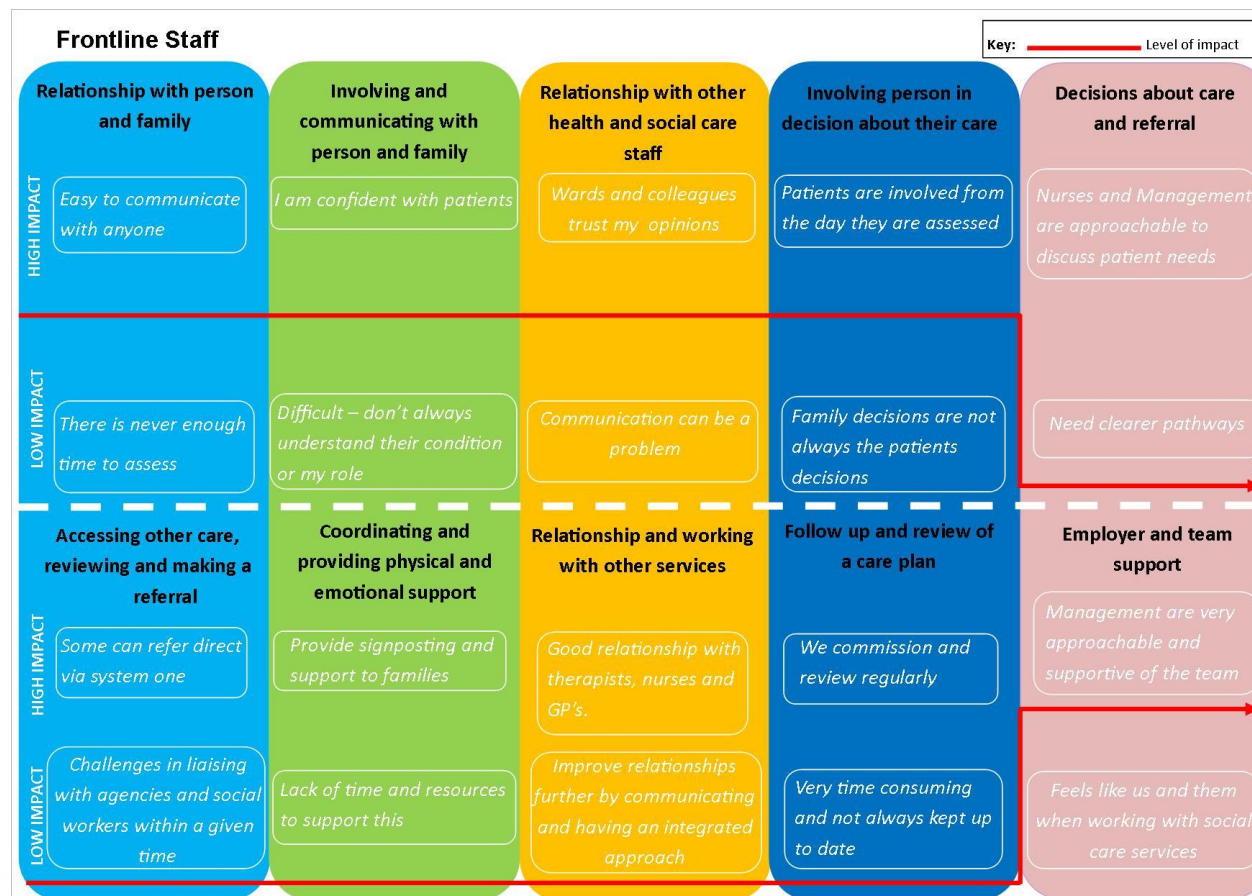 Frontline Staff
Key:
Level of impact
Relationship with person
and family
Involving and
communicating with
person and family
Relationship with other
health and social care
staff
Involving person in
decision about their care
Decisions about care
and referral
HIGH IMPACT
Easy to communicate
with anyone
I am confident with patients
Wards and colleagues
trust my opinions
Patients are involved from
the day they are assessed
Nurses and Management
are approachable to
discuss patient needs
LOW IMPACT
There is never enough
time to assess
Difficult – don't always
understand their condition
or my role
Communication can be a
problem
Family decisions are not
always the patients
decisions
Need clearer pathways
Accessing other care,
reviewing and making a
referral
Coordinating and
providing physical and
emotional support
Relationship and working
with other services
Follow up and review of
a care plan
Employer and team
support
HIGH IMPACT
Some can refer direct
via system one
Provide signposting and
support to families
Good relationship with
therapists, nurses and
GP's.
We commission and
review regularly
Management are very
approachable and
supportive of the team
LOW IMPACT
Challenges in liaising
with agencies and social
workers within a given
time
Lack of time and resources
to support this
Improve relationships
further by communicating
and having an integrated
approach
Very time consuming
and not always kept up
to date
Feels like us and them
when working with social
care services